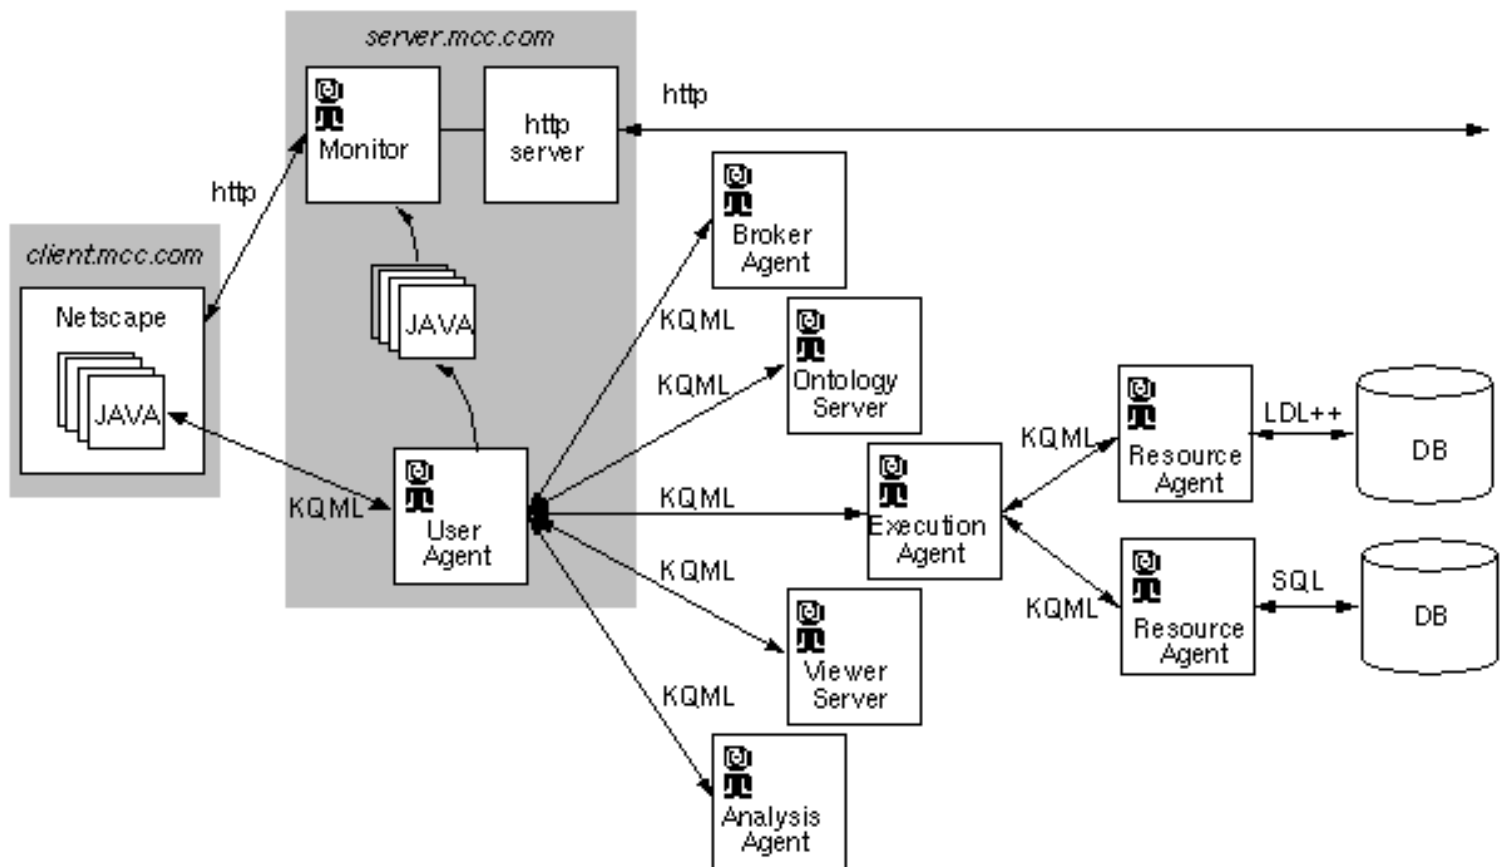 server.mcc.com
Monitor
http
server
http
http
client.mcc.com
Netscape
JAVA
JAVA
KQML
User
Agent
KQML
Broker
Agent
KQML
Ontology
Server
KQML
Execution
Agent
KQML
Viewer
Server
KQML
Analysis
Agent
KQML
Resource
Agent
LDL++
DB
KQML
Resource
Agent
SQL
DB